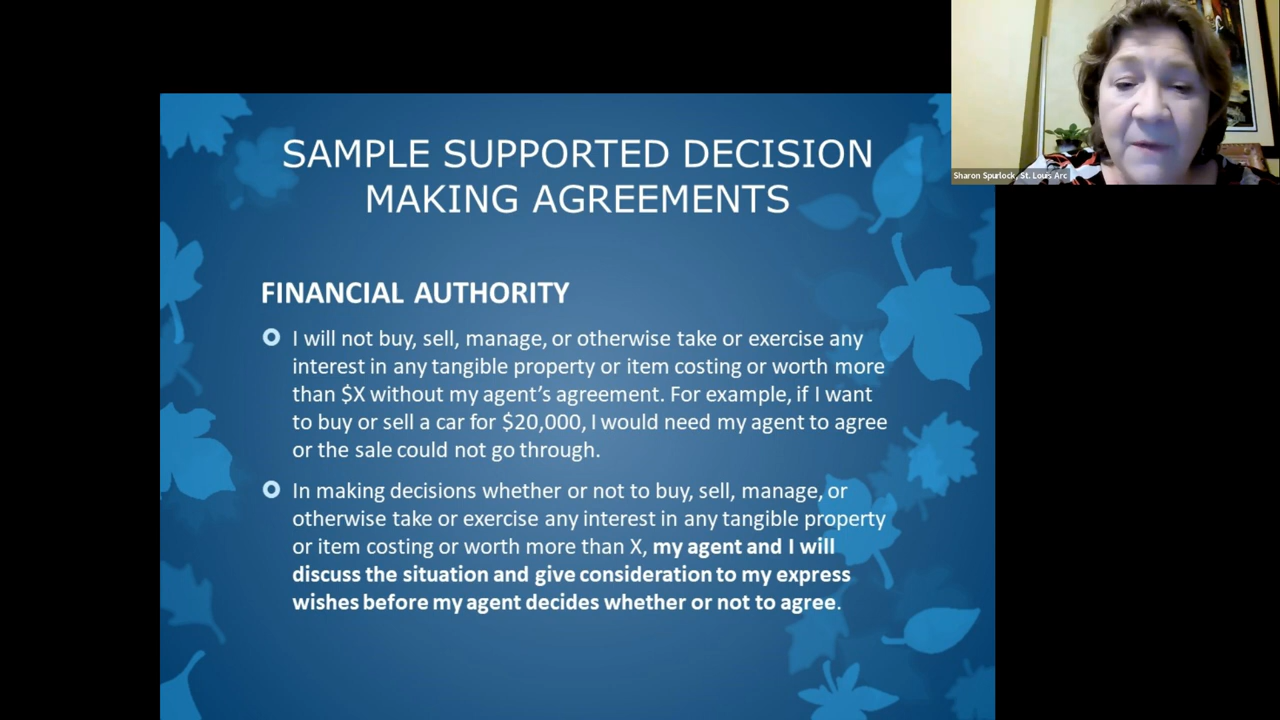 SAMPLE SUPPORTED DECISION
MAKING AGREEMENTS
FINANCIAL AUTHORITY
I will not buy, sell, manage, or otherwise take or exercise any
interest in any tangible property or item costing or worth more
than $X without my agent’s agreement. For example, if I want
to buy or sell a car for $20,000, I would need my agent to agree
or the sale could not go through.
In making decisions whether or not to buy, sell, manage, or
otherwise take or exercise any interest in any tangible property
or item costing or worth more than X, my agent and I will
discuss the situation and give consideration to my express
wishes before my agent decides whether or not to agree.
Sharon Spurlock, St. Louis Arc